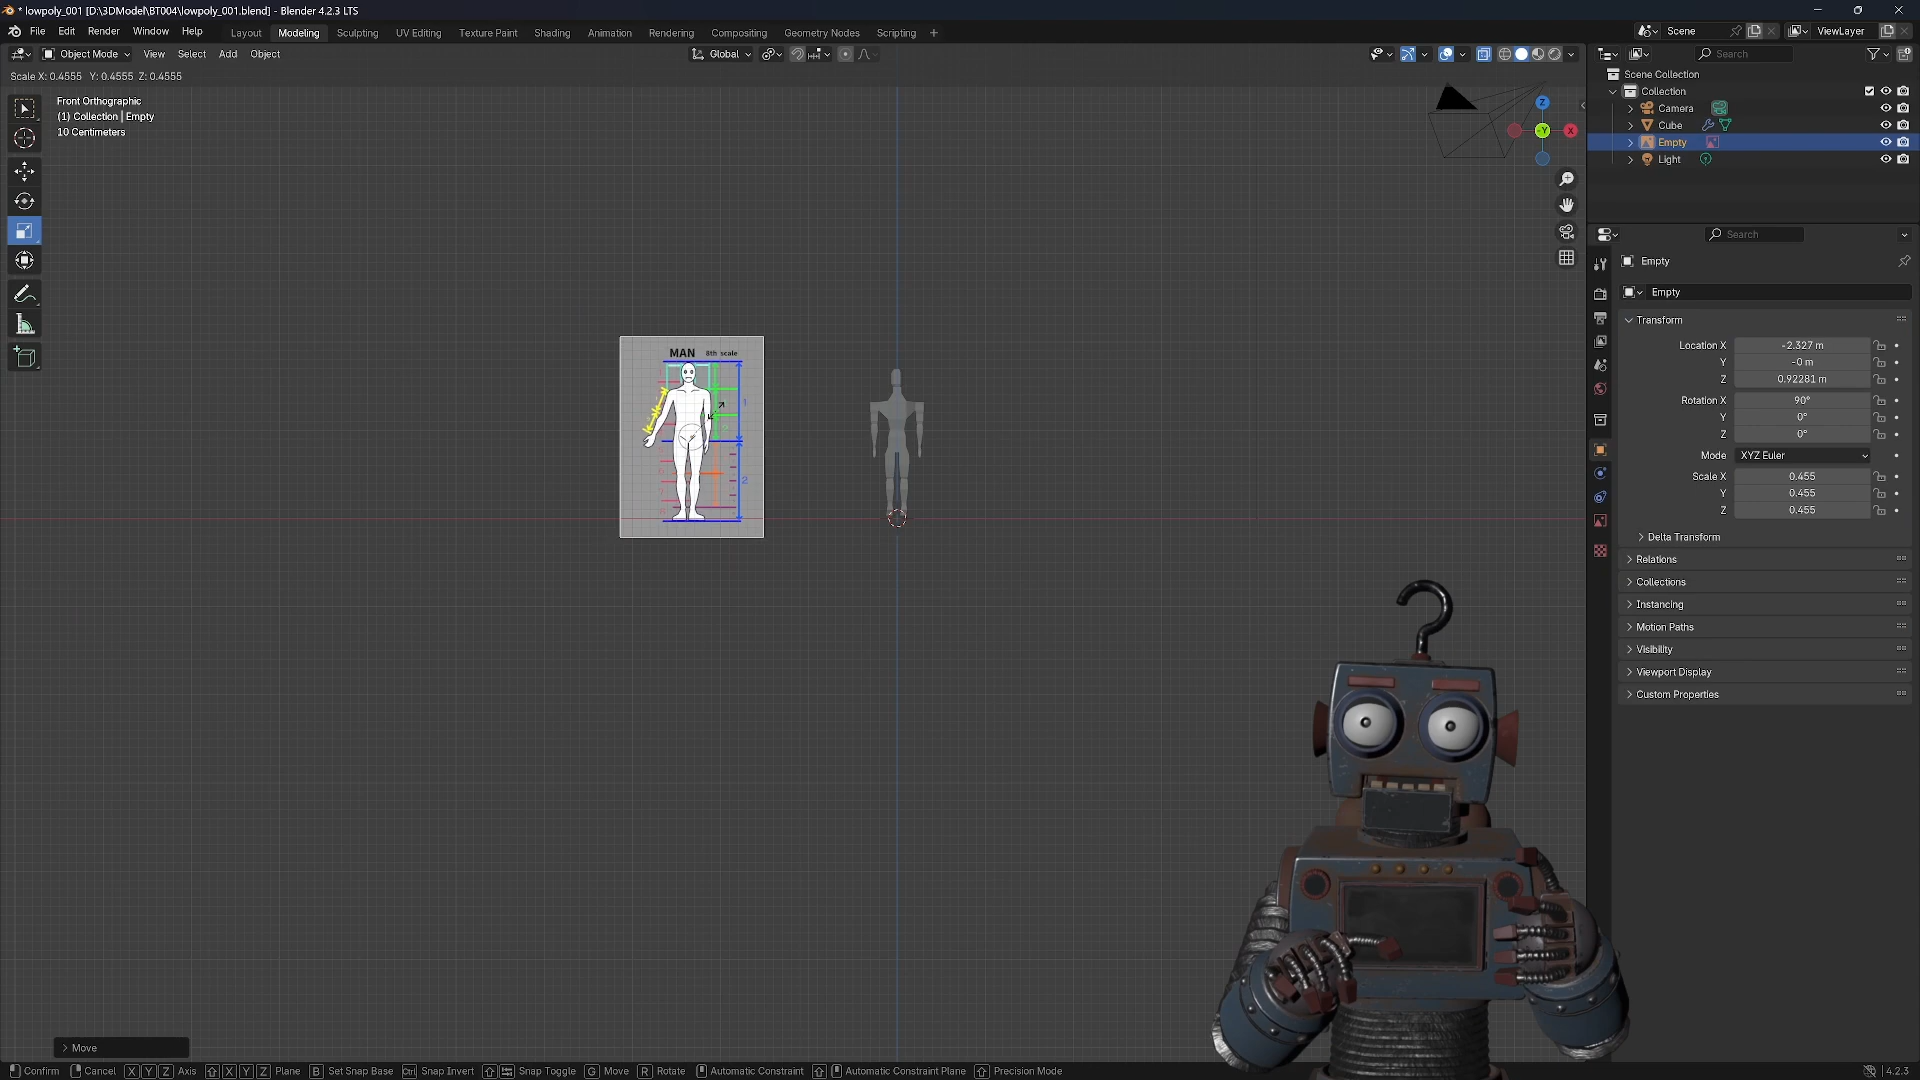 * lowpoly_001 [D:\3DModel\BT004\lowpoly_001.blend] - Blender 4.2.3 LTS
File Edit Render Window Help Layout Modeling Sculpting UV Editing Texture Paint Shading Animation Rendering Compositing Geometry Nodes Scripting + Scene ViewLayer
Object Mode View Select Add Object Global Search
Scale X: 0.4555 Y: 0.4555 Z: 0.4555
Scene Collection
Collection
Camera
Cube
Empty
Light
Front Orthographic
(1) Collection | Empty
10 Centimeters
Z
-Y X
Search
Empty
Empty
Transform
Location X -2.327 m
Y -0 m
Z 0.92281 m
Rotation X 90°
Y 0°
Z 0°
Mode XYZ Euler
Scale X 0.455
Y 0.455
Z 0.455
Delta Transform
Relations
Collections
Instancing
Motion Paths
Visibility
Viewport Display
Custom Properties
MAN 8th scale
1
2
Move
Confirm Cancel X Y Z Axis X Y Z Plane B Set Snap Base Ctrl Snap Invert Snap Toggle G Move R Rotate Automatic Constraint Automatic Constraint Plane Precision Mode 4.2.3